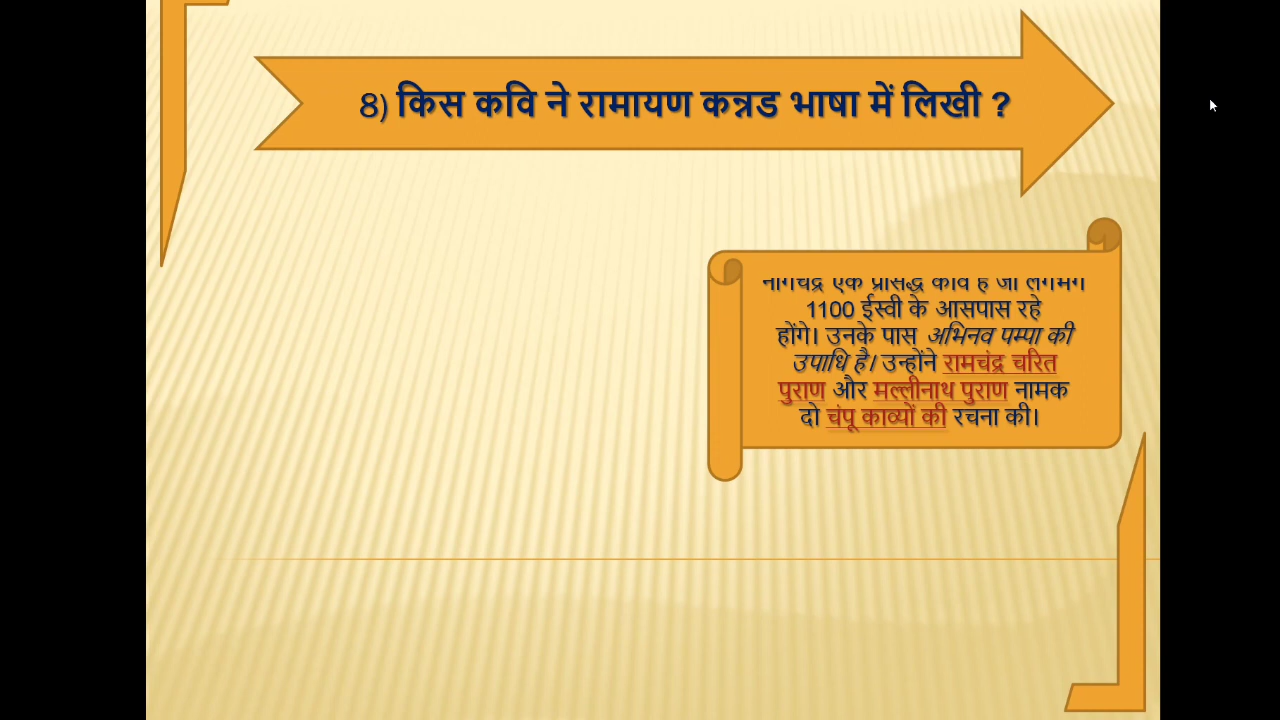 8) किस कवि ने रामायण कन्नड भाषा में लिखी ?
नागचंद्र एक प्रसिद्ध कवि हैं जो लगभग
1100 ईस्वी के आसपास रहे
होंगे। उनके पास अभिनव पम्पा की
उपाधि है। उन्होंने रामचंद्र चरित
पुराण और मल्लीनाथ पुराण नामक
दो चंपू काव्यों की रचना की।